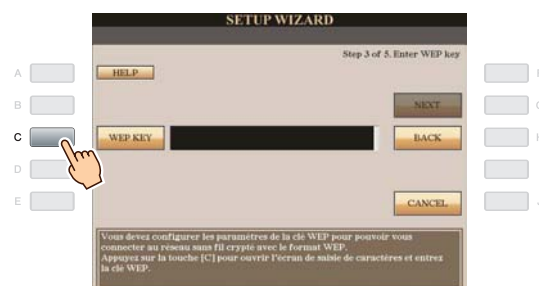 SETUP WIZARD
Step 3 of 5. Enter WEP key
A
HELP
B
NEXT
C
WEP KEY
BACK
D
E
CANCEL
Vous devez configurer les paramètres de la clé WEP pour pouvoir vous
connecter au réseau sans fil crypté avec le format WEP.
Appuyez sur la touche [C] pour ouvrir l'écran de saisie de caractères et entrez
la clé WEP.